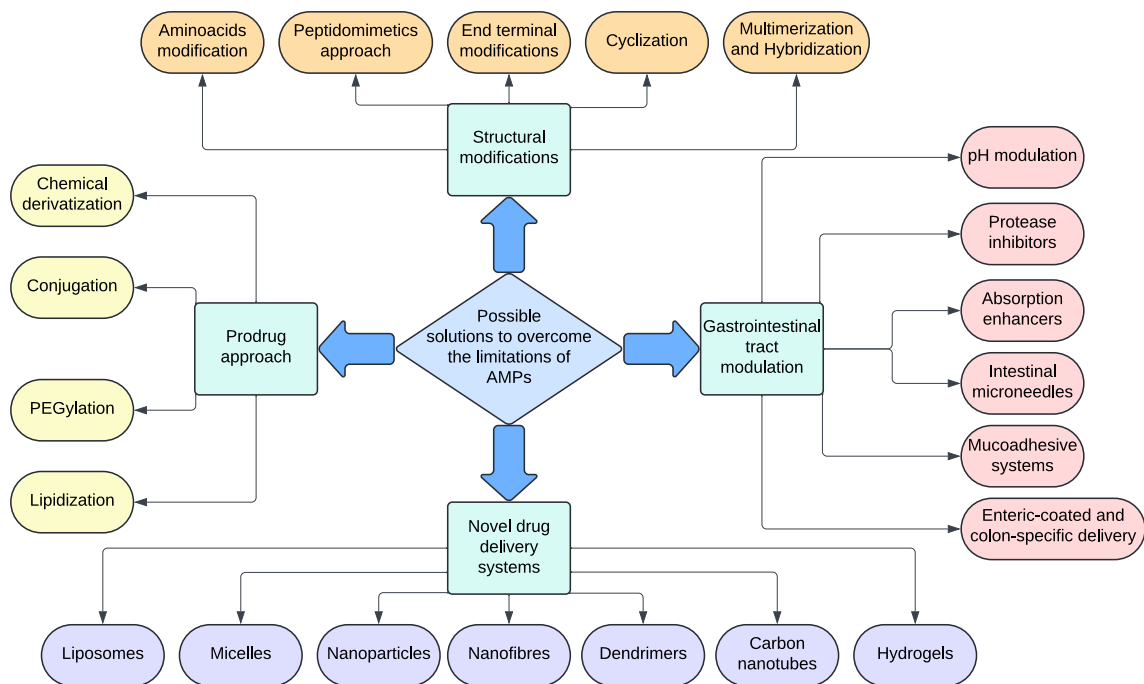 Aminoacids
modification
Peptidomimetics
approach
End terminal
modifications
Cyclization
Multimerization
and Hybridization
Structural
modifications
Chemical
derivatization
Conjugation
PEGylation
Lipidization
Prodrug
approach
Possible
solutions to overcome
the limitations of
AMPs
Gastrointestinal
tract
modulation
pH modulation
Protease
inhibitors
Absorption
enhancers
Intestinal
microneedles
Mucoadhesive
systems
Enteric-coated and
colon-specific delivery
Novel drug
delivery
systems
Liposomes
Micelles
Nanoparticles
Nanofibres
Dendrimers
Carbon
nanotubes
Hydrogels